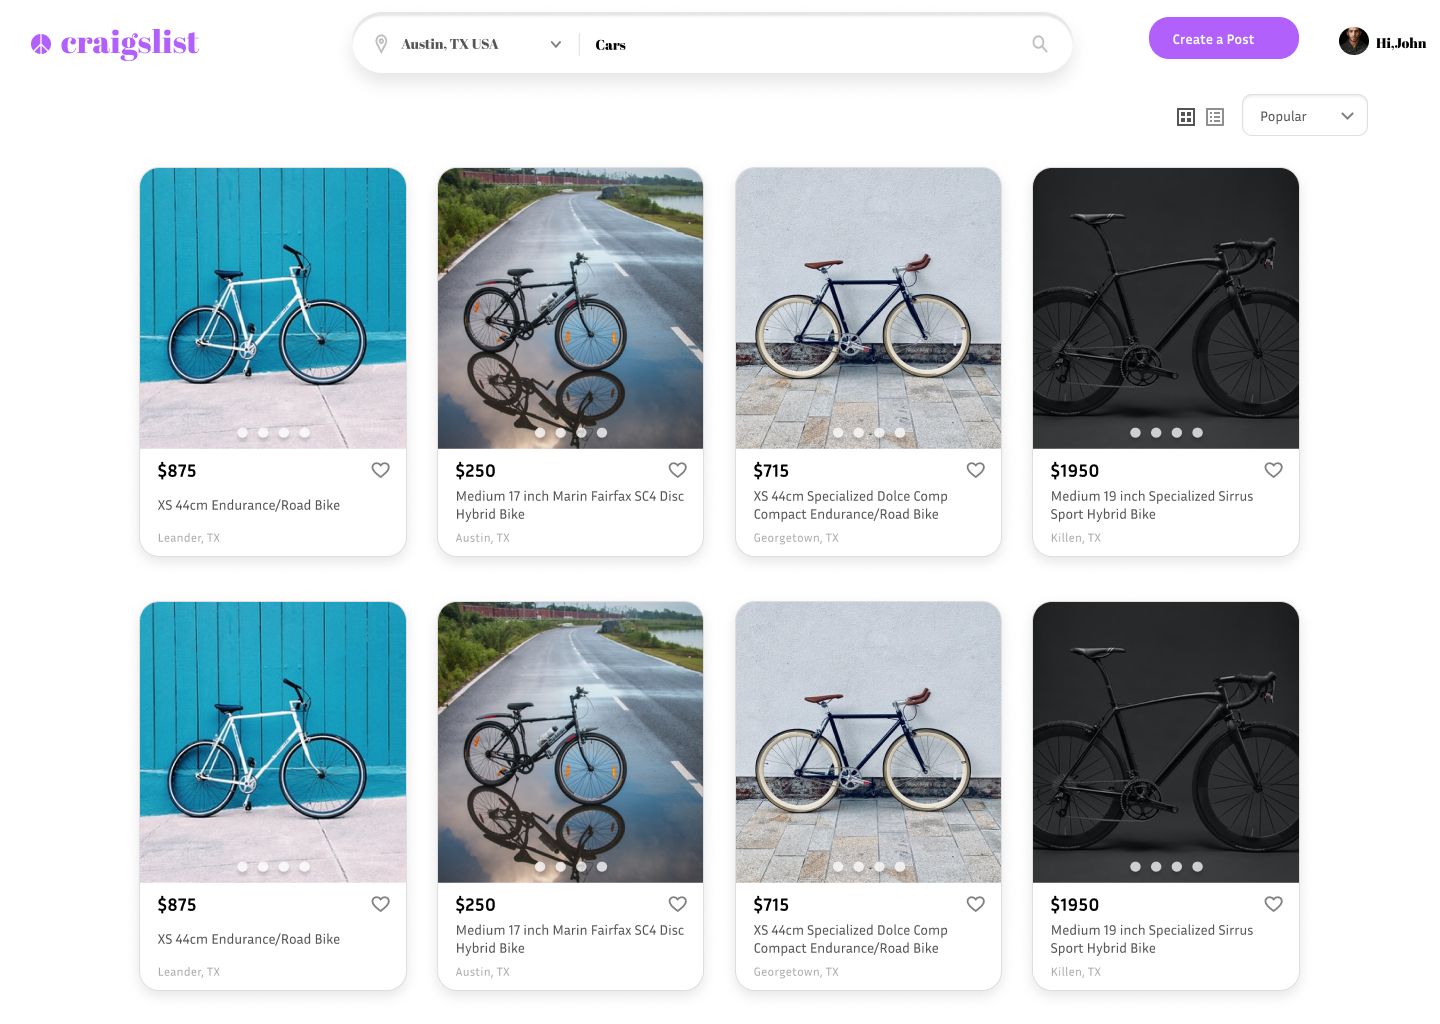 craigslist
Austin, TX USA
Cars
Create a Post
Hi,John
Popular
$875
XS 44cm Endurance/Road Bike
Leander, TX
$250
Medium 17 inch Marin Fairfax SC4 Disc
Hybrid Bike
Austin, TX
$715
XS 44cm Specialized Dolce Comp
Compact Endurance/Road Bike
Georgetown, TX
$1950
Medium 19 inch Specialized Sirrus
Sport Hybrid Bike
Killen, TX
$875
XS 44cm Endurance/Road Bike
Leander, TX
$250
Medium 17 inch Marin Fairfax SC4 Disc
Hybrid Bike
Austin, TX
$715
XS 44cm Specialized Dolce Comp
Compact Endurance/Road Bike
Georgetown, TX
$1950
Medium 19 inch Specialized Sirrus
Sport Hybrid Bike
Killen, TX